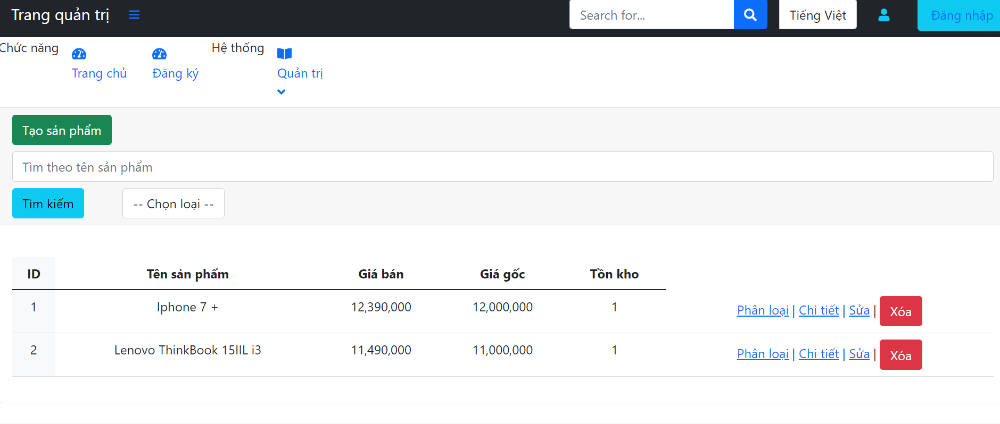 Trang quản trị Search for... Tiếng Việt Đăng nhập
Chức năng Trang chủ Đăng ký Hệ thống Quản trị
Tạo sản phẩm
Tìm theo tên sản phẩm
Tìm kiếm -- Chọn loại --
ID Tên sản phẩm Giá bán Giá gốc Tồn kho
1 Iphone 7 + 12,390,000 12,000,000 1 Phân loại | Chi tiết | Sửa | Xóa
2 Lenovo ThinkBook 15IIL i3 11,490,000 11,000,000 1 Phân loại | Chi tiết | Sửa | Xóa